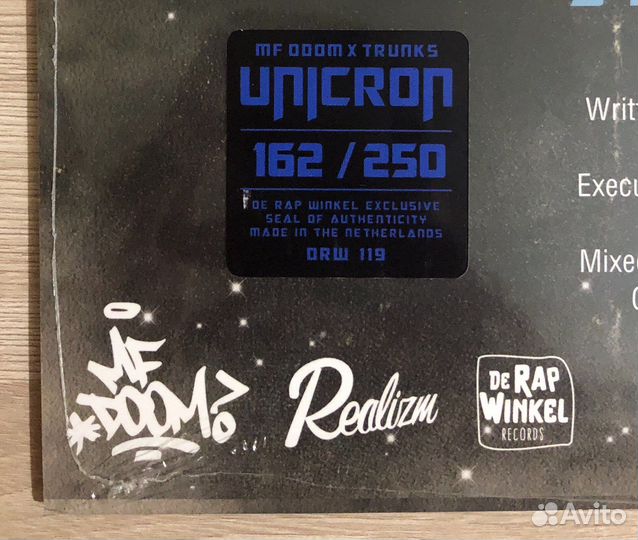 MF DOOM X TRUNKS
UNICRON
162 / 250
DE RAP WINKEL EXCLUSIVE
SEAL OF AUTHENTICITY
MADE IN THE NETHERLANDS
DRW 119
Writt
Execu
Mixed
MF
DOOM?
Realizm
DE RAP
WINKEL
RECORDS
Avito